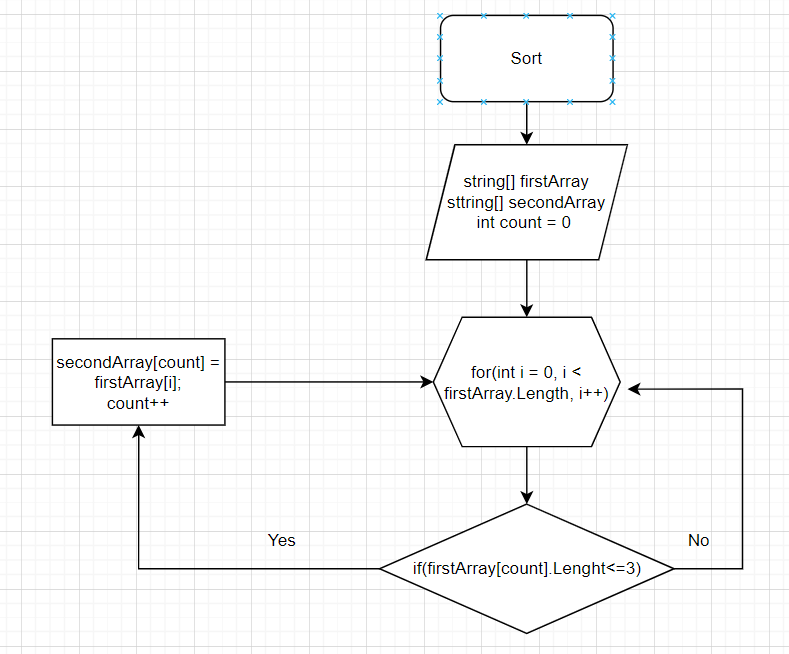 Sort
string[] firstArray
sttring[] secondArray
int count = 0
for(int i = 0, i <
firstArray.Length, i++)
secondArray[count] =
firstArray[i];
count++
Yes
No
if(firstArray[count].Lenght<=3)